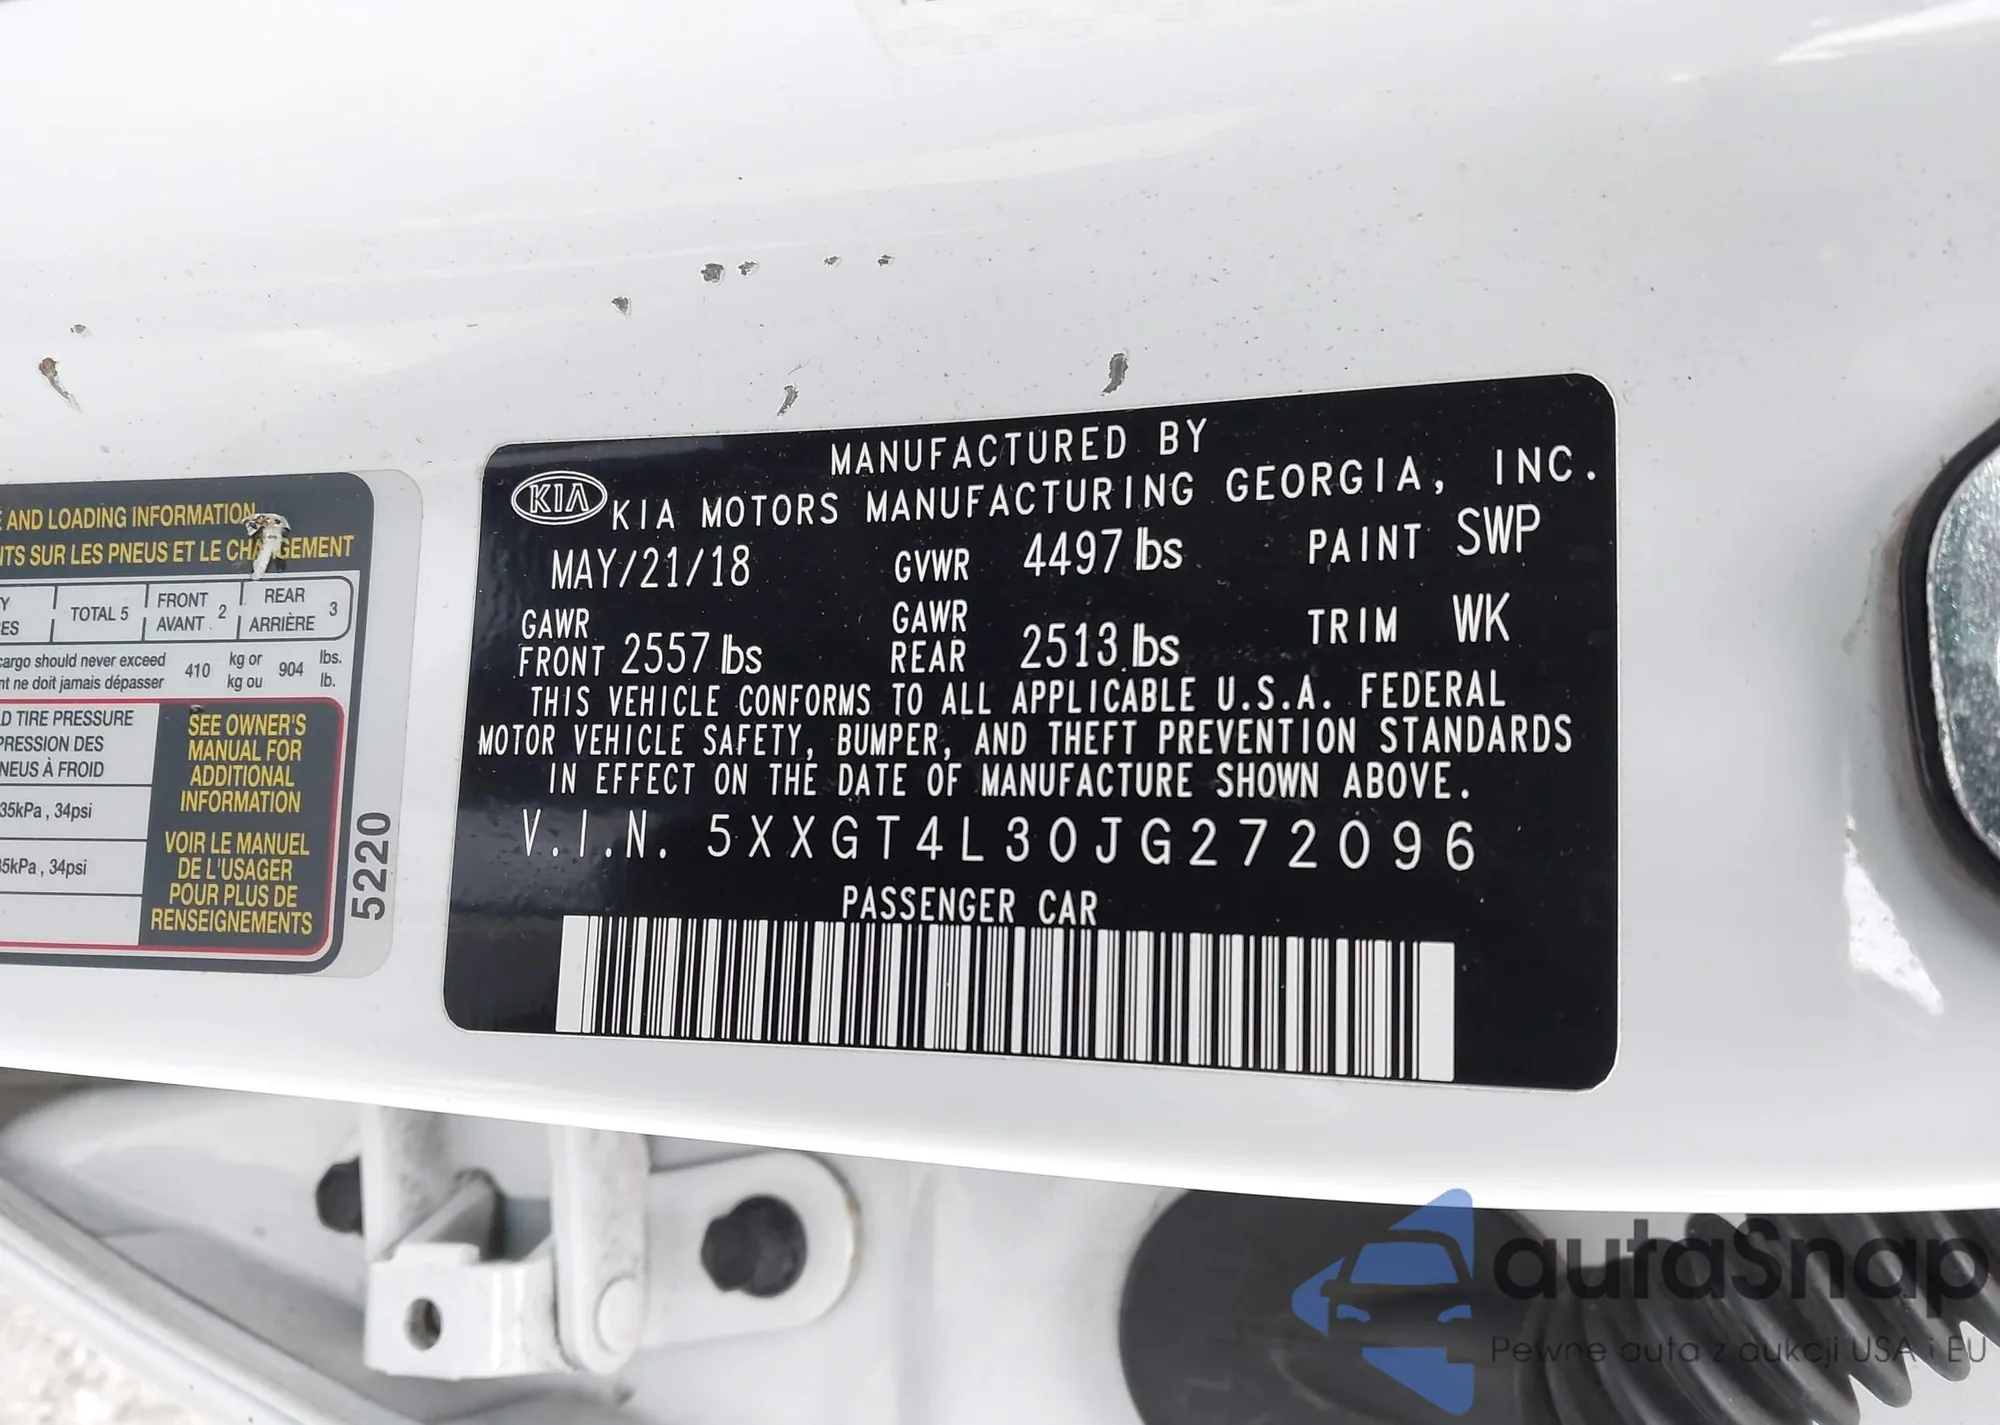 E AND LOADING INFORMATION
NTS SUR LES PNEUS ET LE CHARGEMENT
TOTAL 5
FRONT
AVANT 2
REAR
ARRIÈRE 3
cargo should never exceed
nt ne doit jamais dépasser
410 kg or
kg ou
904 lbs.
lb.
D TIRE PRESSURE
PRESSION DES
NEUS À FROID
35kPa , 34psi
35kPa , 34psi
SEE OWNER'S
MANUAL FOR
ADDITIONAL
INFORMATION
VOIR LE MANUEL
DE L'USAGER
POUR PLUS DE
RENSEIGNEMENTS
5220
MANUFACTURED BY
KIA KIA MOTORS MANUFACTURING GEORGIA, INC.
MAY/21/18 GVWR 4497 lbs PAINT SWP
GAWR
FRONT 2557 lbs
GAWR
REAR 2513 lbs
TRIM WK
THIS VEHICLE CONFORMS TO ALL APPLICABLE U.S.A. FEDERAL
MOTOR VEHICLE SAFETY, BUMPER, AND THEFT PREVENTION STANDARDS
IN EFFECT ON THE DATE OF MANUFACTURE SHOWN ABOVE.
V.I.N. 5XXGT4L30JG272096
PASSENGER CAR
autaSnap
Pewne auta z aukcji USA i EU